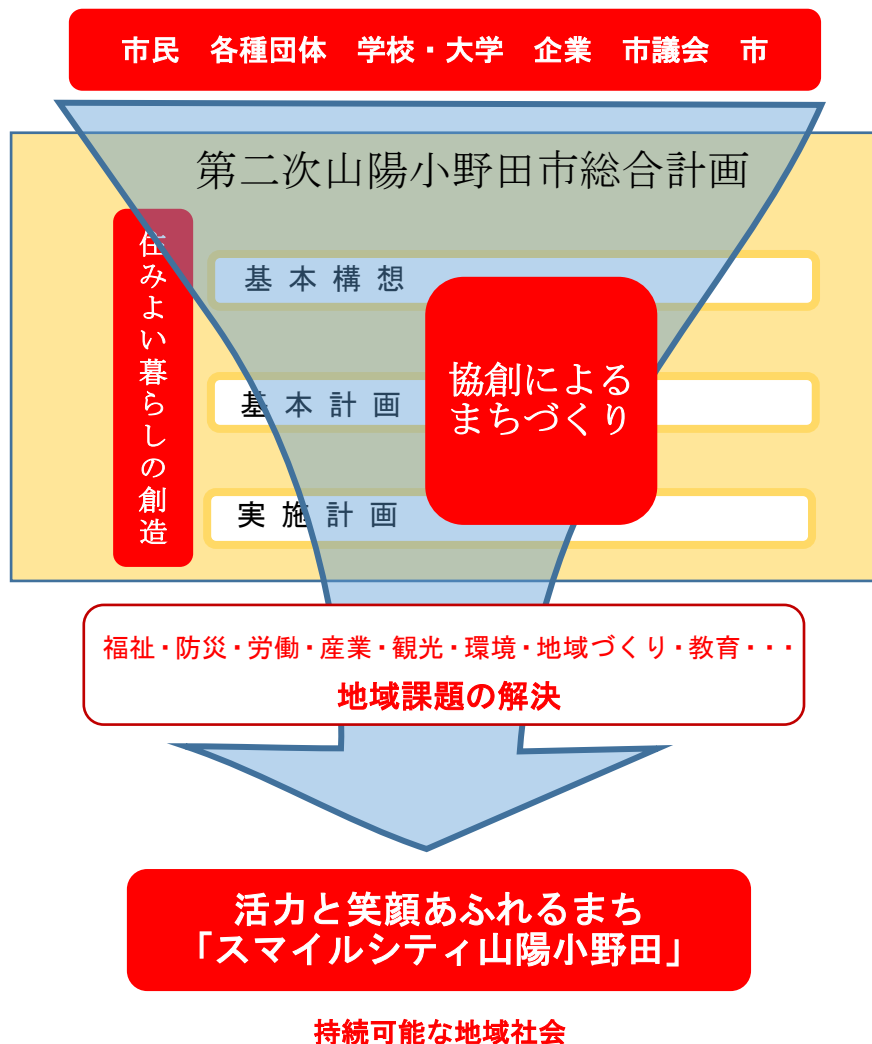 市民　各種団体　学校・大学　企業　市議会　市
第二次山陽小野田市総合計画
住みよい暮らしの創造
基本構想
基本計画
実施計画
協創による
まちづくり
福祉・防災・労働・産業・観光・環境・地域づくり・教育・・・
地域課題の解決
活力と笑顔あふれるまち
「スマイルシティ山陽小野田」
持続可能な地域社会